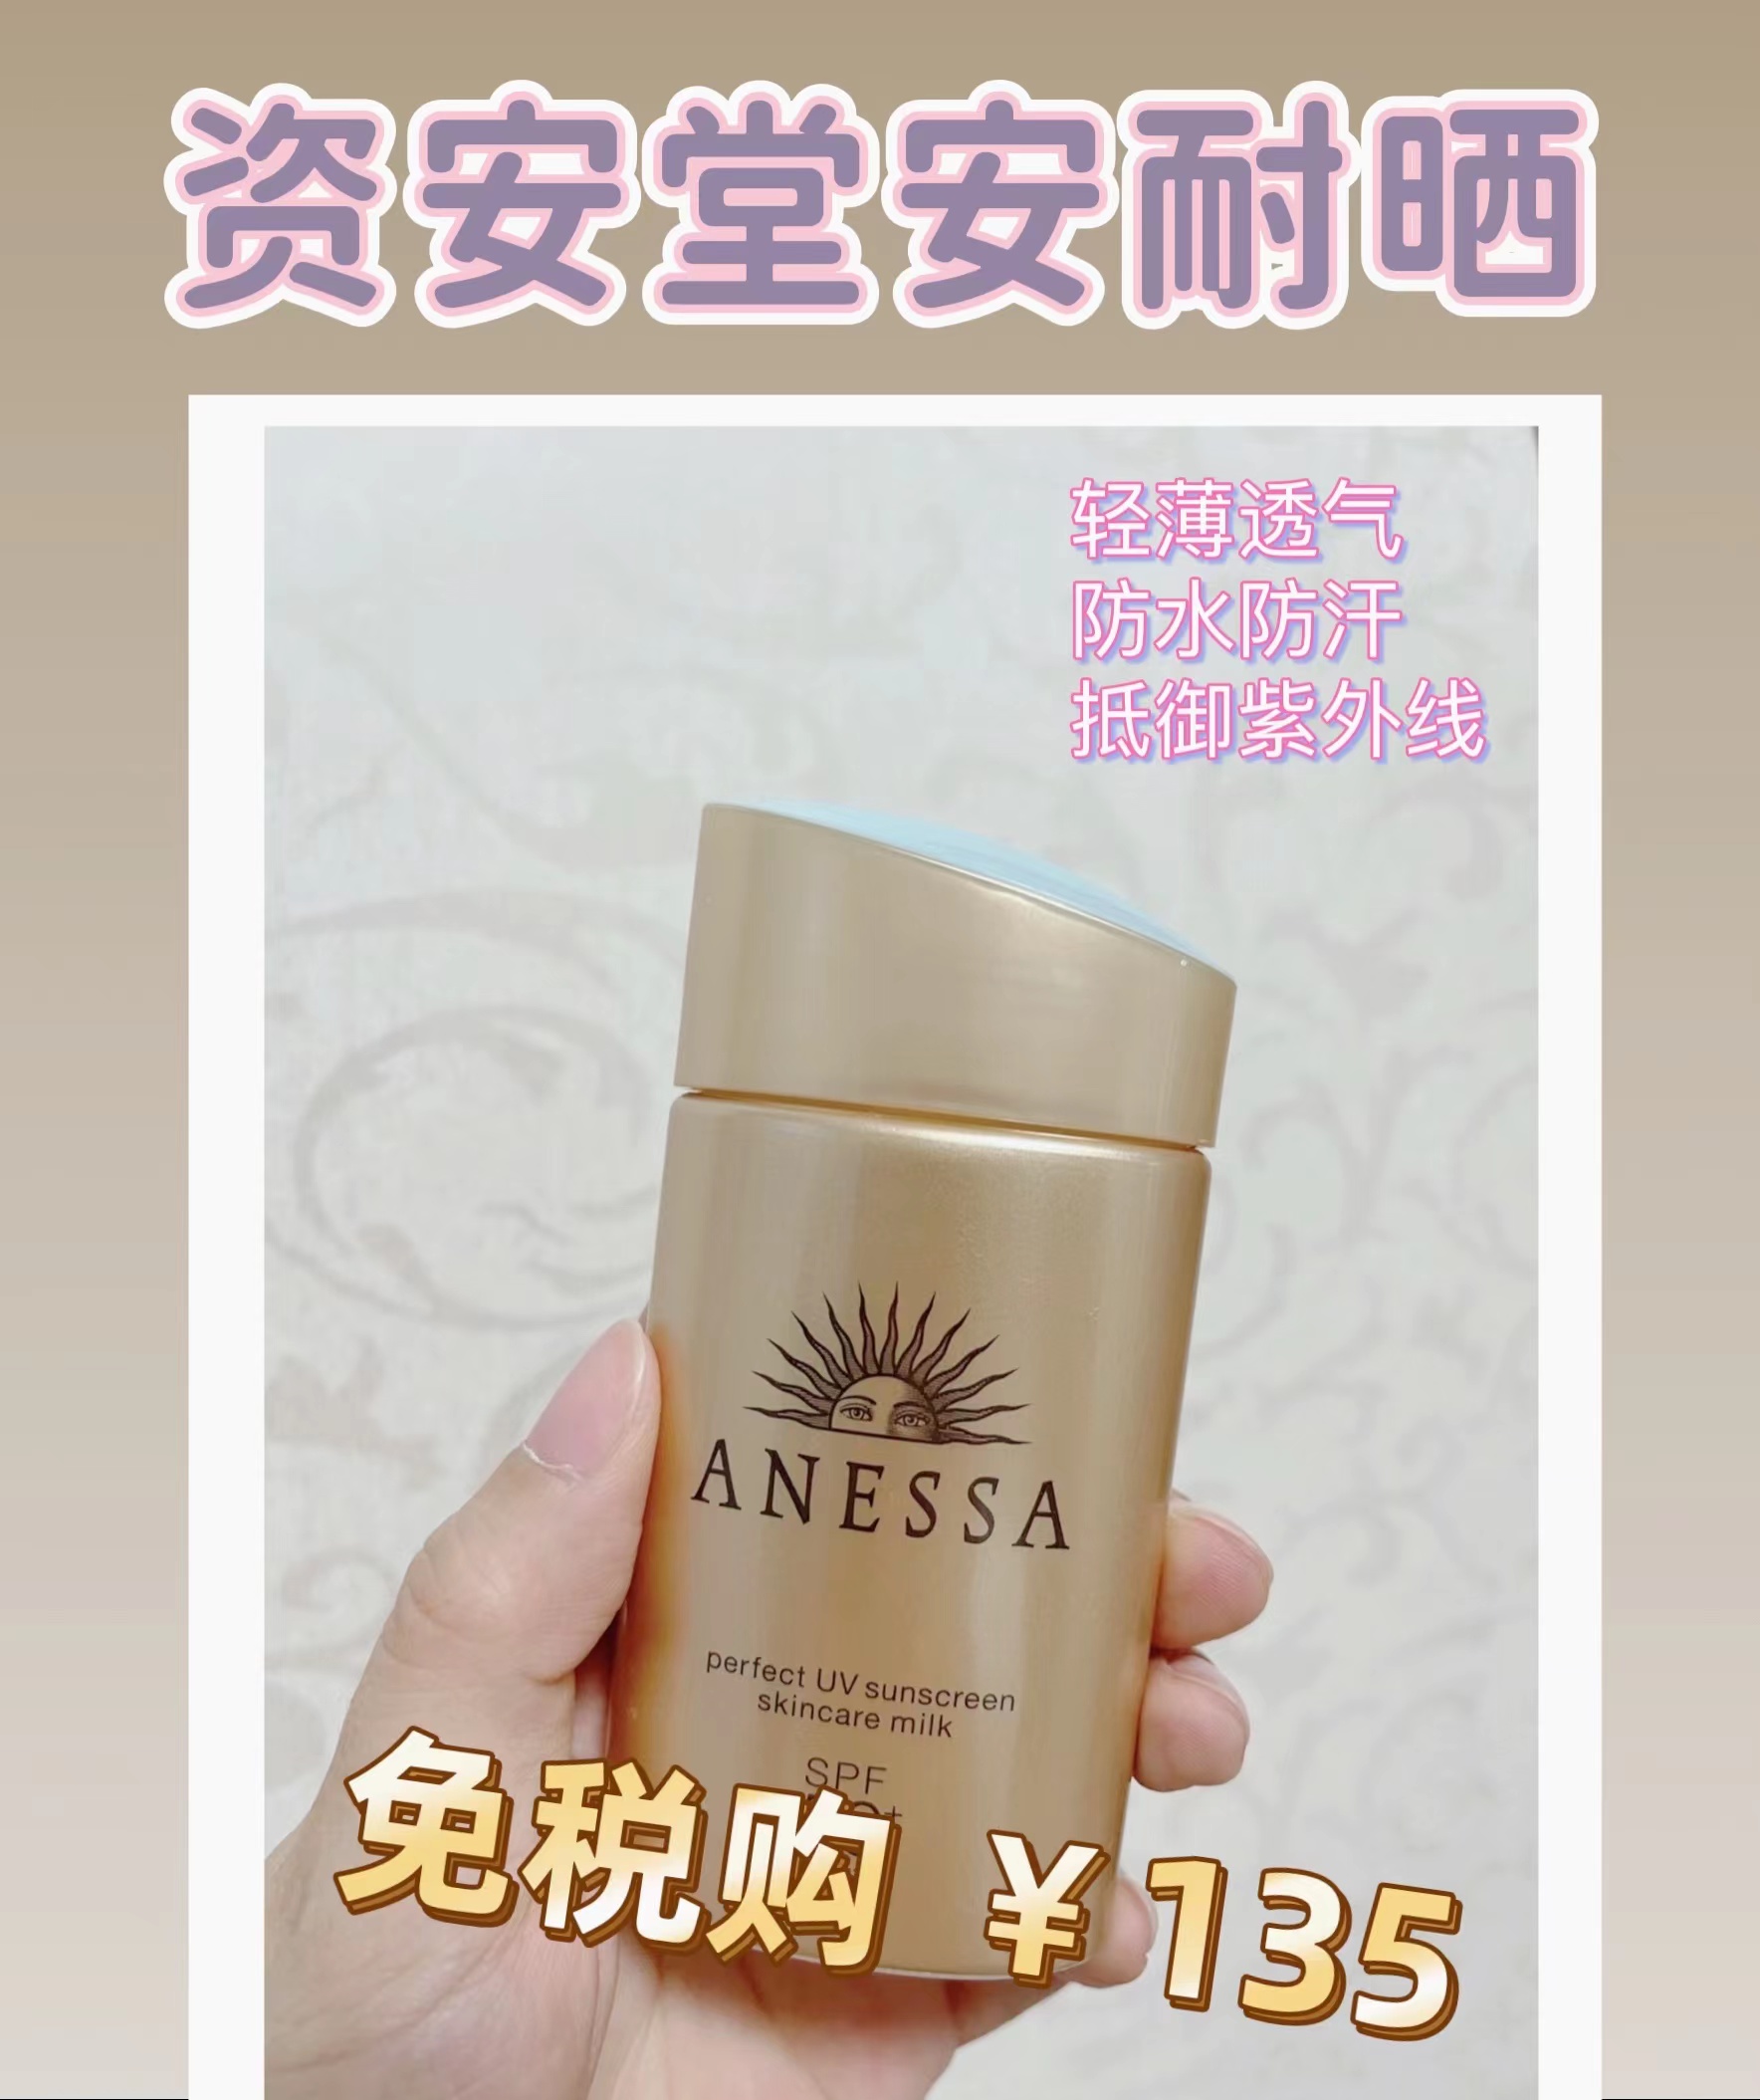 资安堂安耐晒
轻薄透气
防水防汗
抵御紫外线
ANESSA
perfect UV sunscreen
skincare milk
SPF
免税购 ¥135